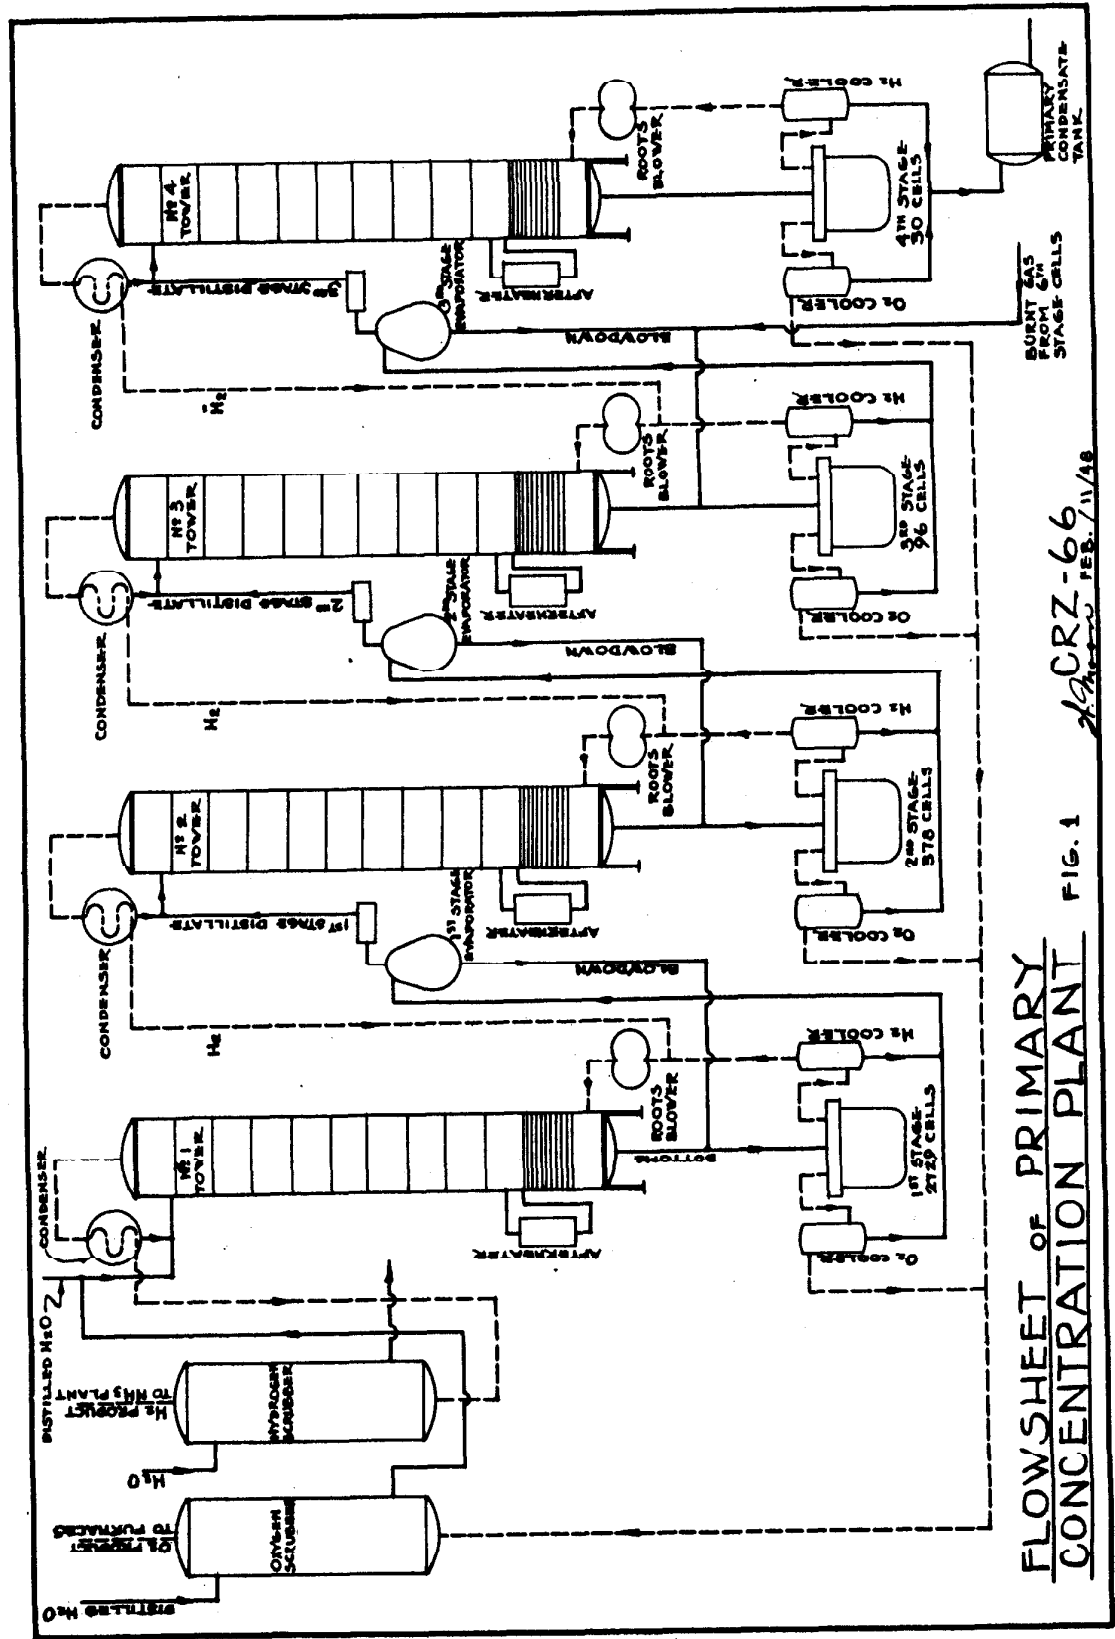 DISTILLED H2O
H2O
DISTILLED H2O
H2 PRODUCT
TO NH3 PLANT
O2 PRODUCT
TO FURNACES
OXYGEN
SCRUBBER
HYDROGEN
SCRUBBER
CONDENSER
Nº 1
TOWER
AFTERHEATER
ROOTS
BLOWER
BOTTOMS
H2 COOLER
O2 COOLER
1ST STAGE
2729 CELLS
CONDENSER
H2
1ST STAGE DISTILLATE
1ST STAGE
EVAPORATOR
BLOWDOWN
Nº 2
TOWER
AFTERHEATER
ROOTS
BLOWER
H2 COOLER
O2 COOLER
2ND STAGE
378 CELLS
CONDENSER
H2
2ND STAGE DISTILLATE
2ND STAGE
EVAPORATOR
BLOWDOWN
Nº 3
TOWER
AFTERHEATER
ROOTS
BLOWER
H2 COOLER
O2 COOLER
3RD STAGE
96 CELLS
CONDENSER
H2
3RD STAGE DISTILLATE
3RD STAGE
EVAPORATOR
BLOWDOWN
Nº 4
TOWER
AFTERHEATER
ROOTS
BLOWER
H2 COOLER
O2 COOLER
4TH STAGE
30 CELLS
BURNT GAS
FROM 6TH
STAGE CELLS
PRIMARY
CONDENSATE
TANK
FLOWSHEET OF PRIMARY
CONCENTRATION PLANT
FIG. 1
CRZ-66
FEB. /11/48